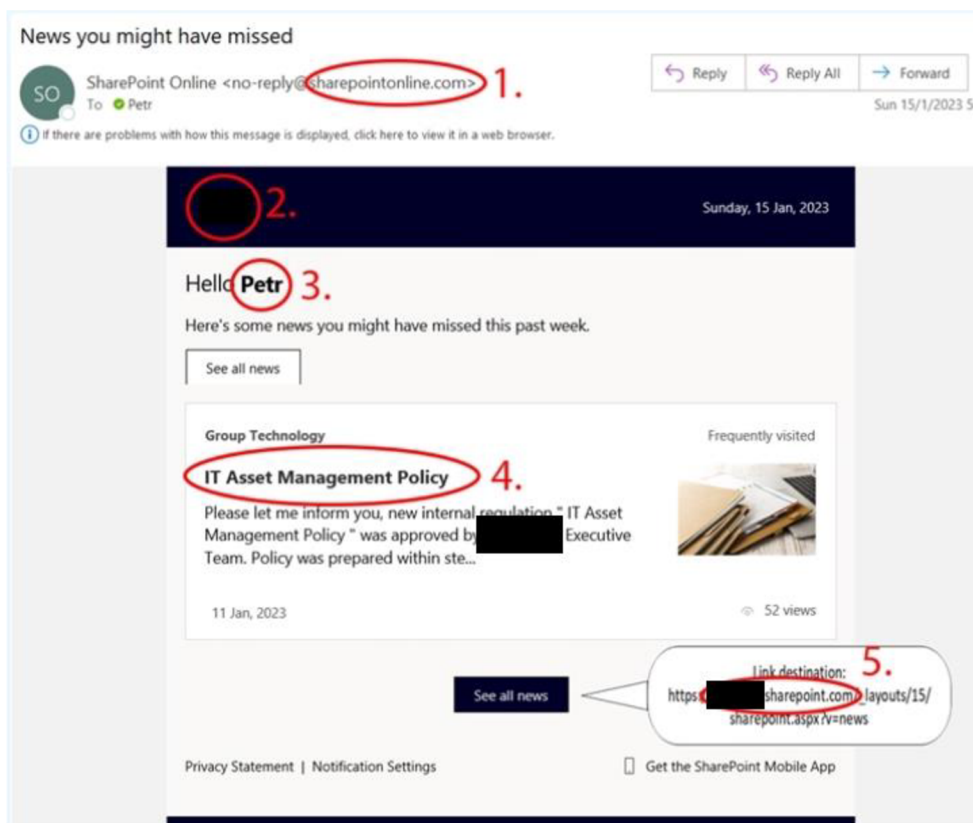 News you might have missed
SO
SharePoint Online <no-reply@sharepointonline.com> 1.
To Petr
Reply
Reply All
Forward
Sun 15/1/2023 5
If there are problems with how this message is displayed, click here to view it in a web browser.
2.
Sunday, 15 Jan, 2023
Hello Petr 3.
Here's some news you might have missed this past week.
See all news
Group Technology
Frequently visited
IT Asset Management Policy 4.
Please let me inform you, new internal regulation " IT Asset
Management Policy " was approved by Executive
Team. Policy was prepared within ste...
11 Jan, 2023
52 views
See all news
5.
Link destination:
https: sharepoint.com/_layouts/15/
sharepoint.aspx?v=news
Privacy Statement | Notification Settings
Get the SharePoint Mobile App